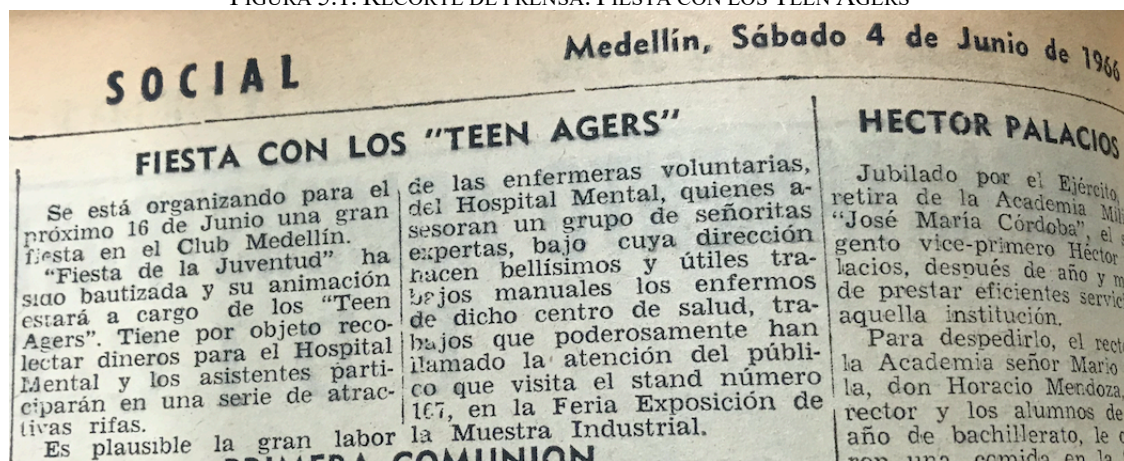 FIGURA 5.1. RECORTE DE PRENSA: FIESTA CON LOS TEEN AGERS
SOCIAL
Medellín, Sábado 4 de Junio de 1966
FIESTA CON LOS "TEEN AGERS"
Se está organizando para el
próximo 16 de Junio una gran
fiesta en el Club Medellín.
"Fiesta de la Juventud" ha
sido bautizada y su animación
estará a cargo de los "Teen
Agers". Tiene por objeto reco-
lectar dineros para el Hospital
Mental y los asistentes parti-
ciparán en una serie de atrac-
tivas rifas.
Es plausible la gran labor
de las enfermeras voluntarias,
del Hospital Mental, quienes a-
sesoran un grupo de señoritas
expertas, bajo cuya dirección
hacen bellísimos y útiles tra-
bajos manuales los enfermos
de dicho centro de salud, tra-
bajos que poderosamente han
llamado la atención del públi-
co que visita el stand número
167, en la Feria Exposición de
la Muestra Industrial.
PRIMERA COMUNION
HECTOR PALACIOS
Jubilado por el Ejército,
retira de la Academia Mili
"José María Córdoba", el s
gento vice-primero Héctor
lacios, después de año y m
de prestar eficientes servic
aquella institución.
Para despedirlo, el recto
la Academia señor Mario
la, don Horacio Mendoza,
rector y los alumnos de
año de bachillerato, le o
ron una comida en la